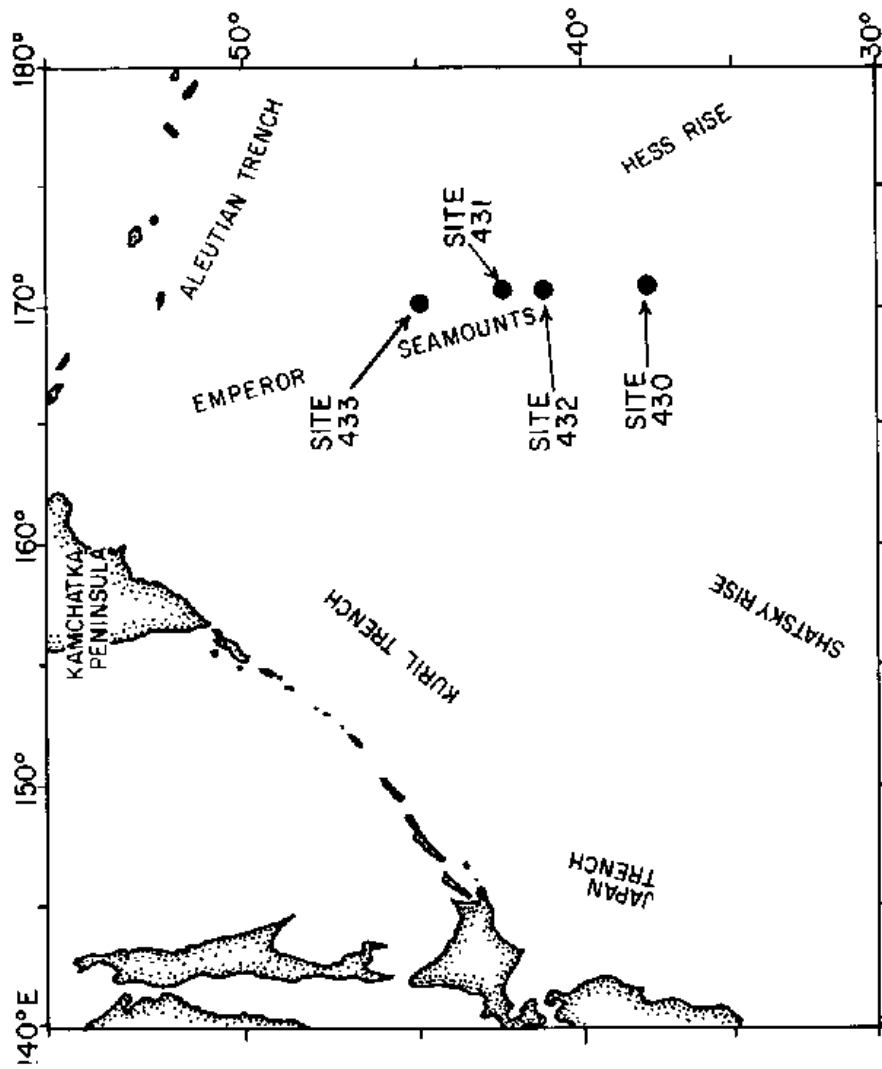 140°E
150°
160°
170°
180°
50°
40°
30°
KAMCHATKA
PENINSULA
ALEUTIAN TRENCH
EMPEROR
SEAMOUNTS
SITE
433
SITE
431
SITE
432
SITE
430
HESS RISE
KURIL TRENCH
SHATSKY RISE
JAPAN
TRENCH